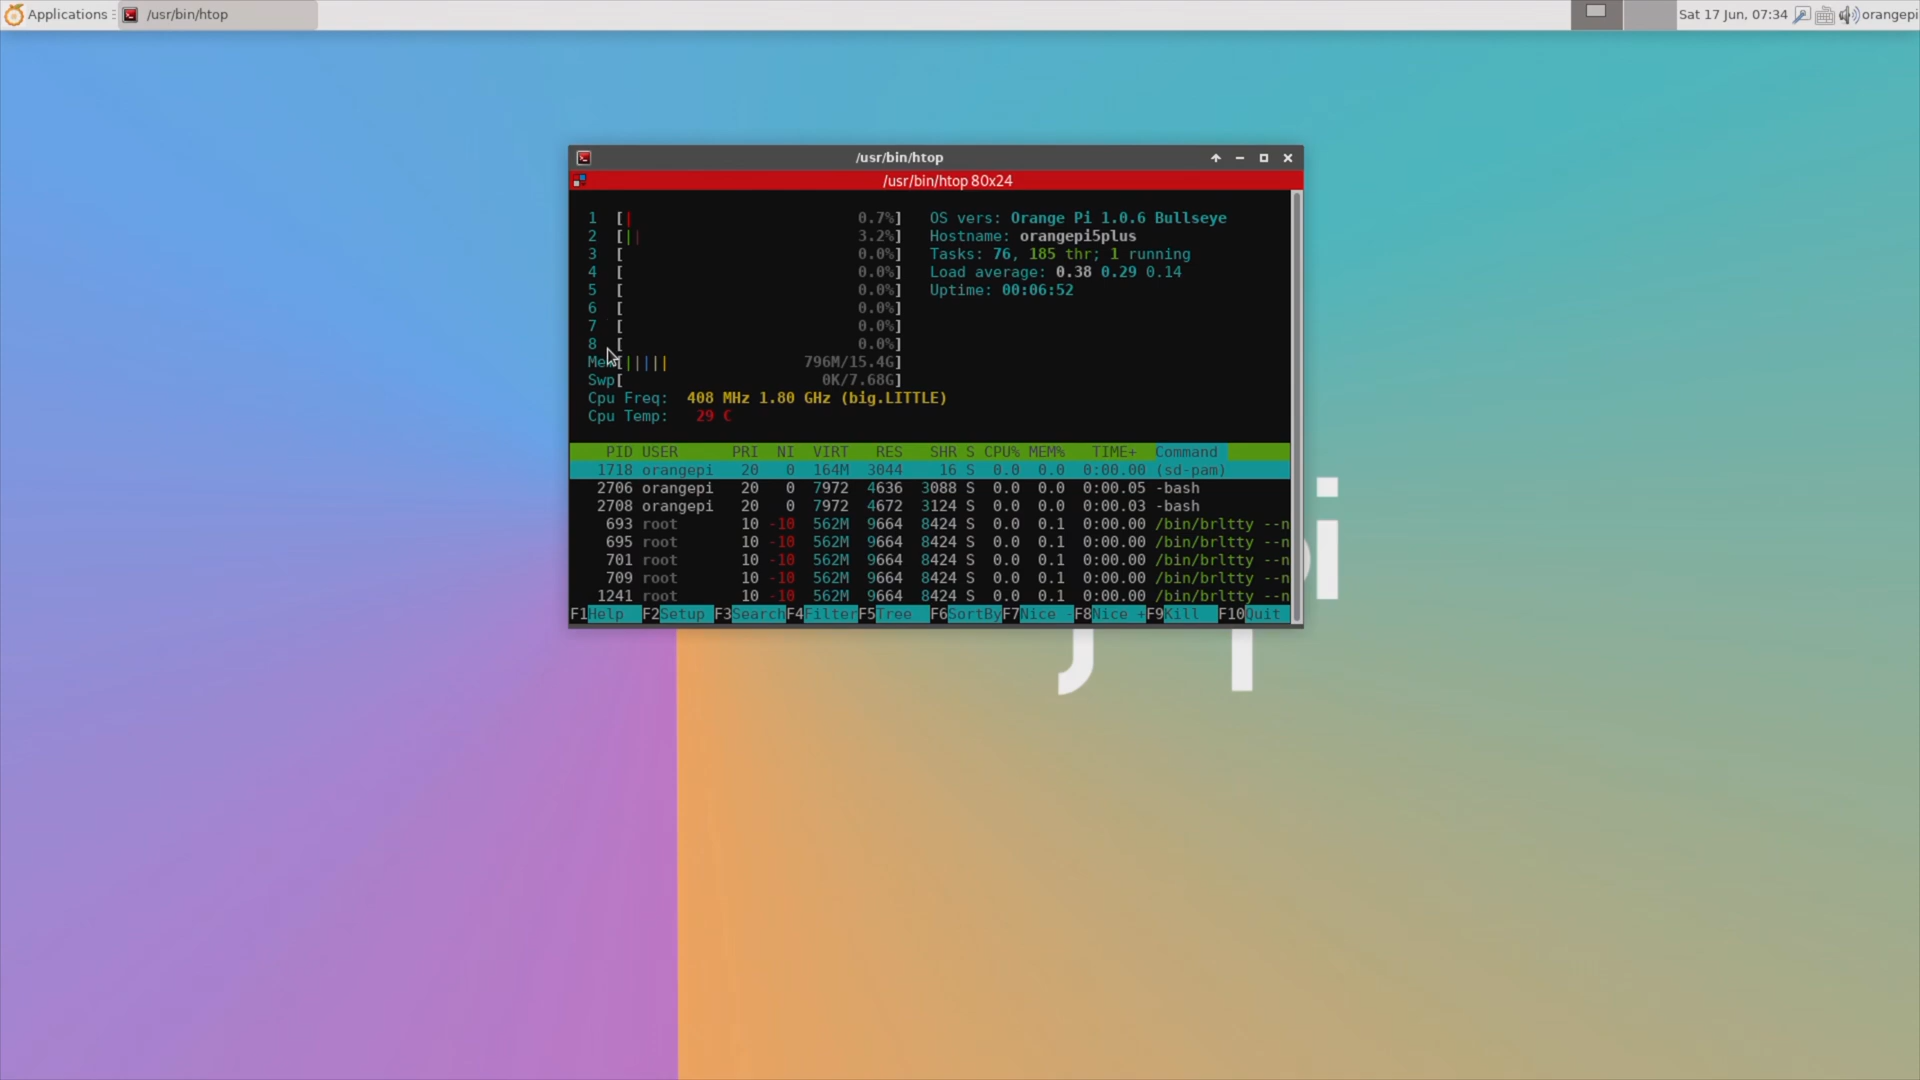 Applications /usr/bin/htop Sat 17 Jun, 07:34 orangepi
/usr/bin/htop
/usr/bin/htop 80x24
1 [| 0.7%] OS vers: Orange Pi 1.0.6 Bullseye
2 [|| 3.2%] Hostname: orangepi5plus
3 [ 0.0%] Tasks: 76, 185 thr; 1 running
4 [ 0.0%] Load average: 0.38 0.29 0.14
5 [ 0.0%] Uptime: 00:06:52
6 [ 0.0%]
7 [ 0.0%]
8 [ 0.0%]
[||||| 796M/15.4G]
Swp[ 0K/7.68G]
Cpu Freq: 408 MHz 1.80 GHz (big.LITTLE)
Cpu Temp: 29 C
PID USER PRI NI VIRT RES SHR S CPU% MEM% TIME+ Command
1718 orangepi 20 0 164M 3044 16 S 0.0 0.0 0:00.00 (sd-pam)
2706 orangepi 20 0 7972 4636 3088 S 0.0 0.0 0:00.05 -bash
2708 orangepi 20 0 7972 4672 3124 S 0.0 0.0 0:00.03 -bash
693 root 10 -10 562M 9664 8424 S 0.0 0.1 0:00.00 /bin/brltty --n
695 root 10 -10 562M 9664 8424 S 0.0 0.1 0:00.00 /bin/brltty --n
701 root 10 -10 562M 9664 8424 S 0.0 0.1 0:00.00 /bin/brltty --n
709 root 10 -10 562M 9664 8424 S 0.0 0.1 0:00.00 /bin/brltty --n
1241 root 10 -10 562M 9664 8424 S 0.0 0.1 0:00.00 /bin/brltty --n
F1Help F2Setup F3Search F4Filter F5Tree F6SortBy F7Nice - F8Nice + F9Kill F10Quit